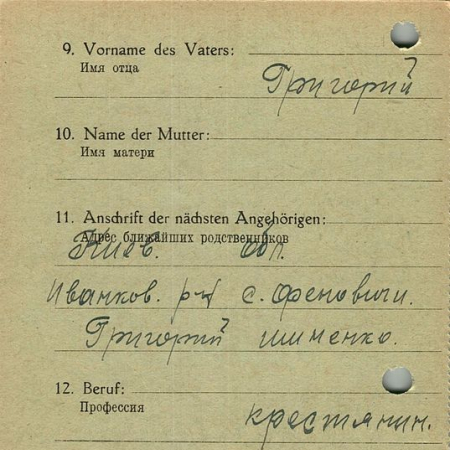 9. Vorname des Vaters:
Имя отца
Григорий
10. Name der Mutter:
Имя матери
11. Anschrift der nächsten Angehörigen:
Адрес ближайших родственников
Киев. обл.
Иванков. р-н с. Феновичи.
Григорий Шименко.
12. Beruf:
Профессия
крестянин.